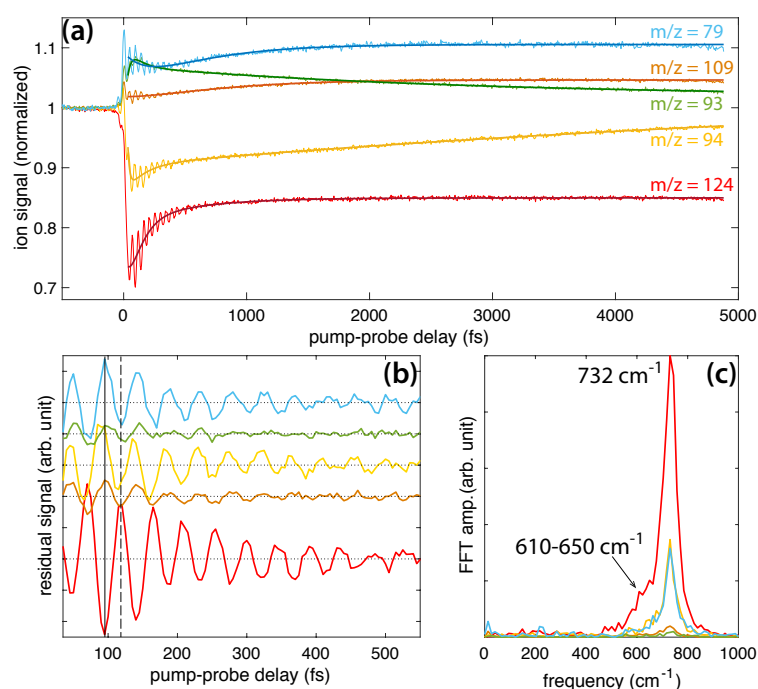 (a)
m/z = 79
m/z = 109
m/z = 93
m/z = 94
m/z = 124
ion signal (normalized)
1.1
1
0.9
0.8
0.7
0 1000 2000 3000 4000 5000
pump-probe delay (fs)
(b)
residual signal (arb. unit)
100 200 300 400 500
pump-probe delay (fs)
(c)
732 cm⁻¹
610-650 cm⁻¹
FFT amp. (arb. unit)
0 200 400 600 800 1000
frequency (cm⁻¹)